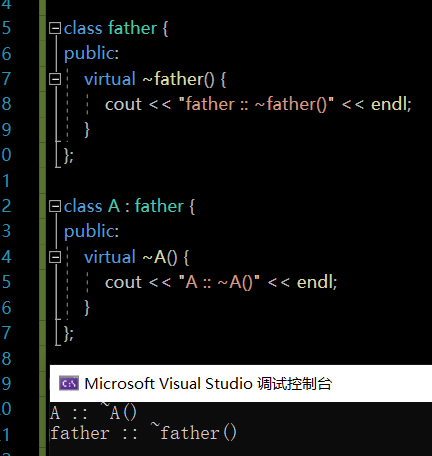 4
5 class father {
6 public:
7 virtual ~father() {
8 cout << "father :: ~father()" << endl;
9 }
0 };
1
2 class A : father {
3 public:
4 virtual ~A() {
5 cout << "A :: ~A()" << endl;
6 }
7 };
8
9 C:\ Microsoft Visual Studio 调试控制台
0 A :: ~A()
1 father :: ~father()